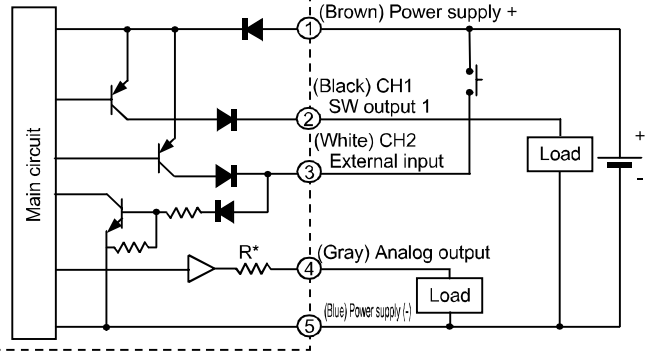 (Brown) Power supply +
1
(Black) CH1
SW output 1
2
(White) CH2
External input
3
Main circuit
Load
+
-
R*
(Gray) Analog output
4
Load
(Blue) Power supply (-)
5